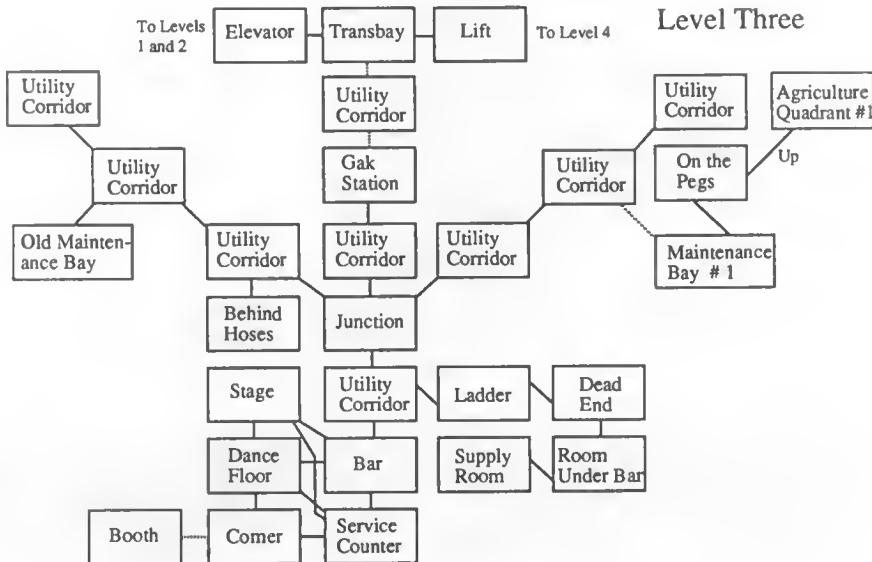 Level Three
To Levels
1 and 2
Elevator
Transbay
Lift
To Level 4
Utility
Corridor
Utility
Corridor
Utility
Corridor
Agriculture
Quadrant #1
Utility
Corridor
Gak
Station
Utility
Corridor
On the
Pegs
Up
Old Mainten-
ance Bay
Utility
Corridor
Utility
Corridor
Utility
Corridor
Maintenance
Bay # 1
Behind
Hoses
Junction
Stage
Utility
Corridor
Ladder
Dead
End
Dance
Floor
Bar
Supply
Room
Room
Under Bar
Booth
Corner
Service
Counter